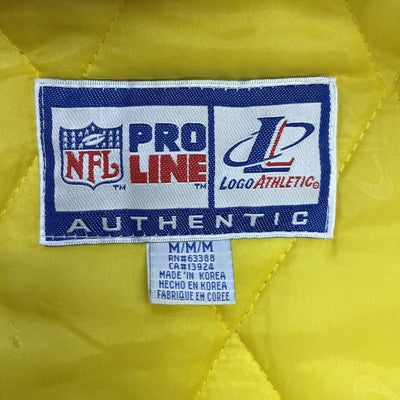 NFL
TM
PRO
LINE
TM
LOGO ATHLETIC®
AUTHENTIC
M/M/M
RN#63388
CA#13924
MADE IN KOREA
HECHO EN KOREA
FABRIQUE EN COREE